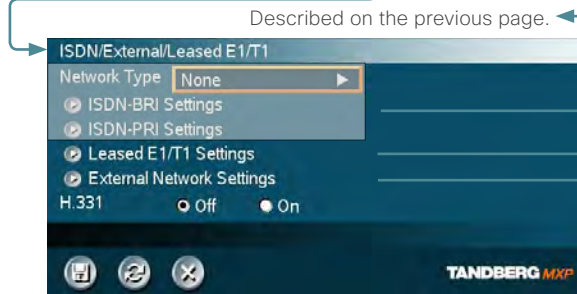 Described on the previous page.
ISDN/External/Leased E1/T1
Network Type None
ISDN-BRI Settings
ISDN-PRI Settings
Leased E1/T1 Settings
External Network Settings
H.331 Off On
TANDBERG MXP